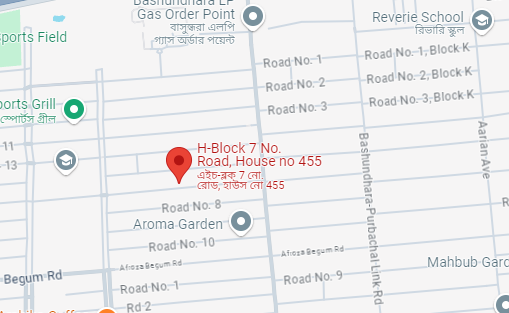 Bashundhara LP
Gas Order Point
বাসুন্ধরা এলপি
গ্যাস অর্ডার পয়েন্ট
Reverie School
রিভারি স্কুল
Sports Field
Road No. 1
Road No. 1, Block K
Road No. 2
Road No. 2, Block K
Road No. 3
Road No. 3, Block K
ports Grill
স্পোর্টস গ্রীল
11
- 13
H-Block 7 No.
Road, House no 455
এইচ-ব্লক 7 নো.
রোড, হাউস নো 455
Aarian Ave
Bashundhara-Purbachal Link Rd
Road No. 8
Aroma Garden
Road No. 10
Afroza Begum Rd
Afroza Begum Rd
Mahbub Gard
Begum Rd
Road No. 9
Road No. 1
Rd 2